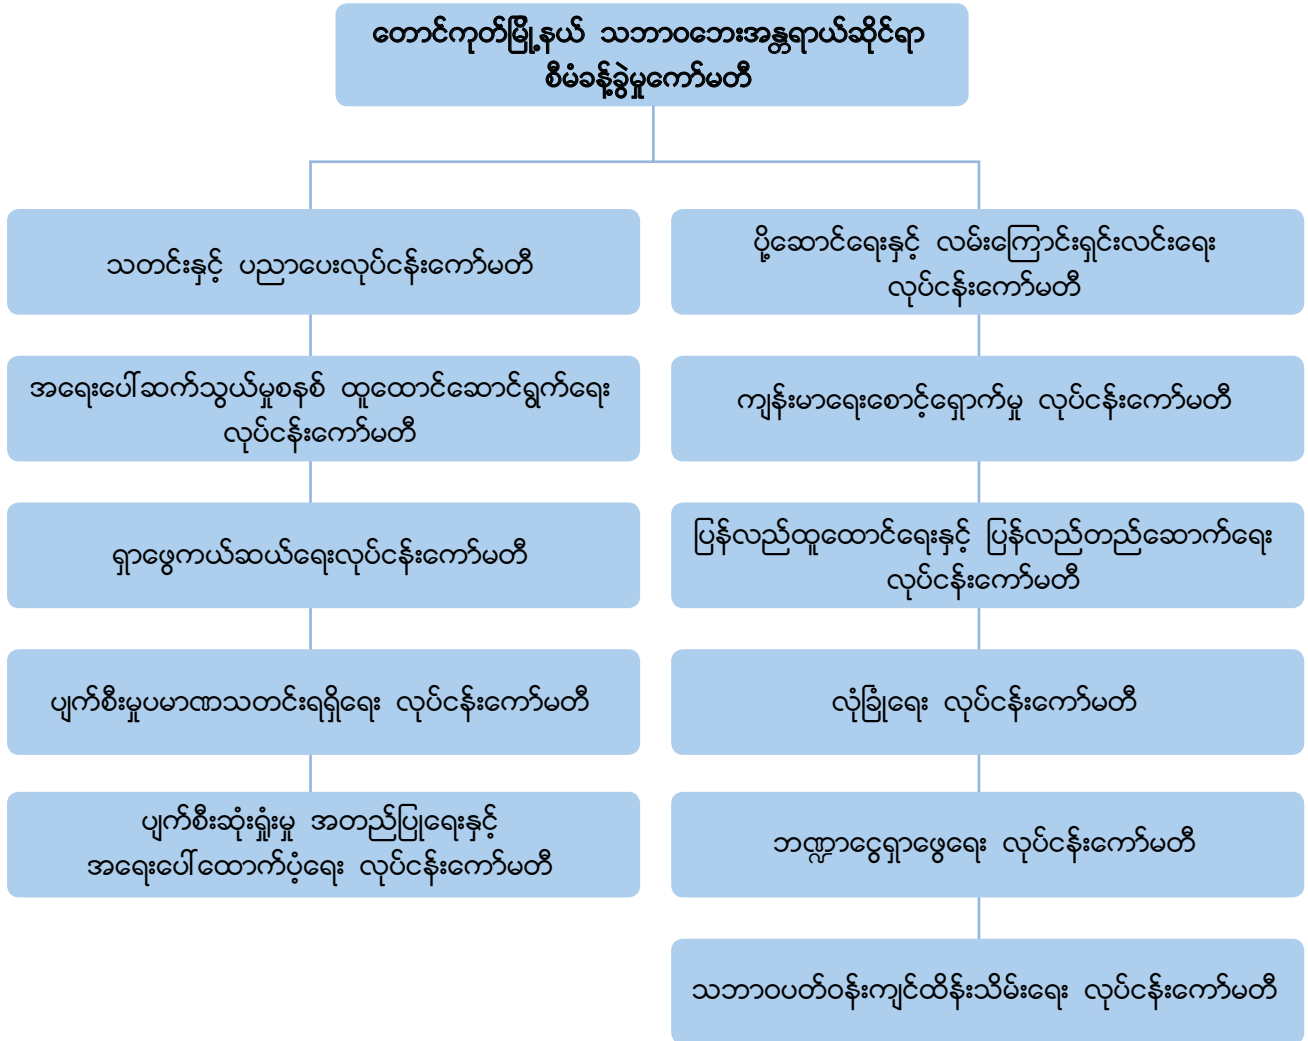 တောင်ကုတ်မြို့နယ် သဘာဝဘေးအန္တရာယ်ဆိုင်ရာ
စီမံခန့်ခွဲမှုကော်မတီ
သတင်းနှင့် ပညာပေးလုပ်ငန်းကော်မတီ
အရေးပေါ်ဆက်သွယ်မှုစနစ် ထူထောင်ဆောင်ရွက်ရေး
လုပ်ငန်းကော်မတီ
ရှာဖွေကယ်ဆယ်ရေးလုပ်ငန်းကော်မတီ
ပျက်စီးမှုပမာဏသတင်းရရှိရေး လုပ်ငန်းကော်မတီ
ပျက်စီးဆုံးရှုံးမှု အတည်ပြုရေးနှင့်
အရေးပေါ်ထောက်ပံ့ရေး လုပ်ငန်းကော်မတီ
ပို့ဆောင်ရေးနှင့် လမ်းကြောင်းရှင်းလင်းရေး
လုပ်ငန်းကော်မတီ
ကျန်းမာရေးစောင့်ရှောက်မှု လုပ်ငန်းကော်မတီ
ပြန်လည်ထူထောင်ရေးနှင့် ပြန်လည်တည်ဆောက်ရေး
လုပ်ငန်းကော်မတီ
လုံခြုံရေး လုပ်ငန်းကော်မတီ
ဘဏ္ဍာငွေရှာဖွေရေး လုပ်ငန်းကော်မတီ
သဘာဝပတ်ဝန်းကျင်ထိန်းသိမ်းရေး လုပ်ငန်းကော်မတီ